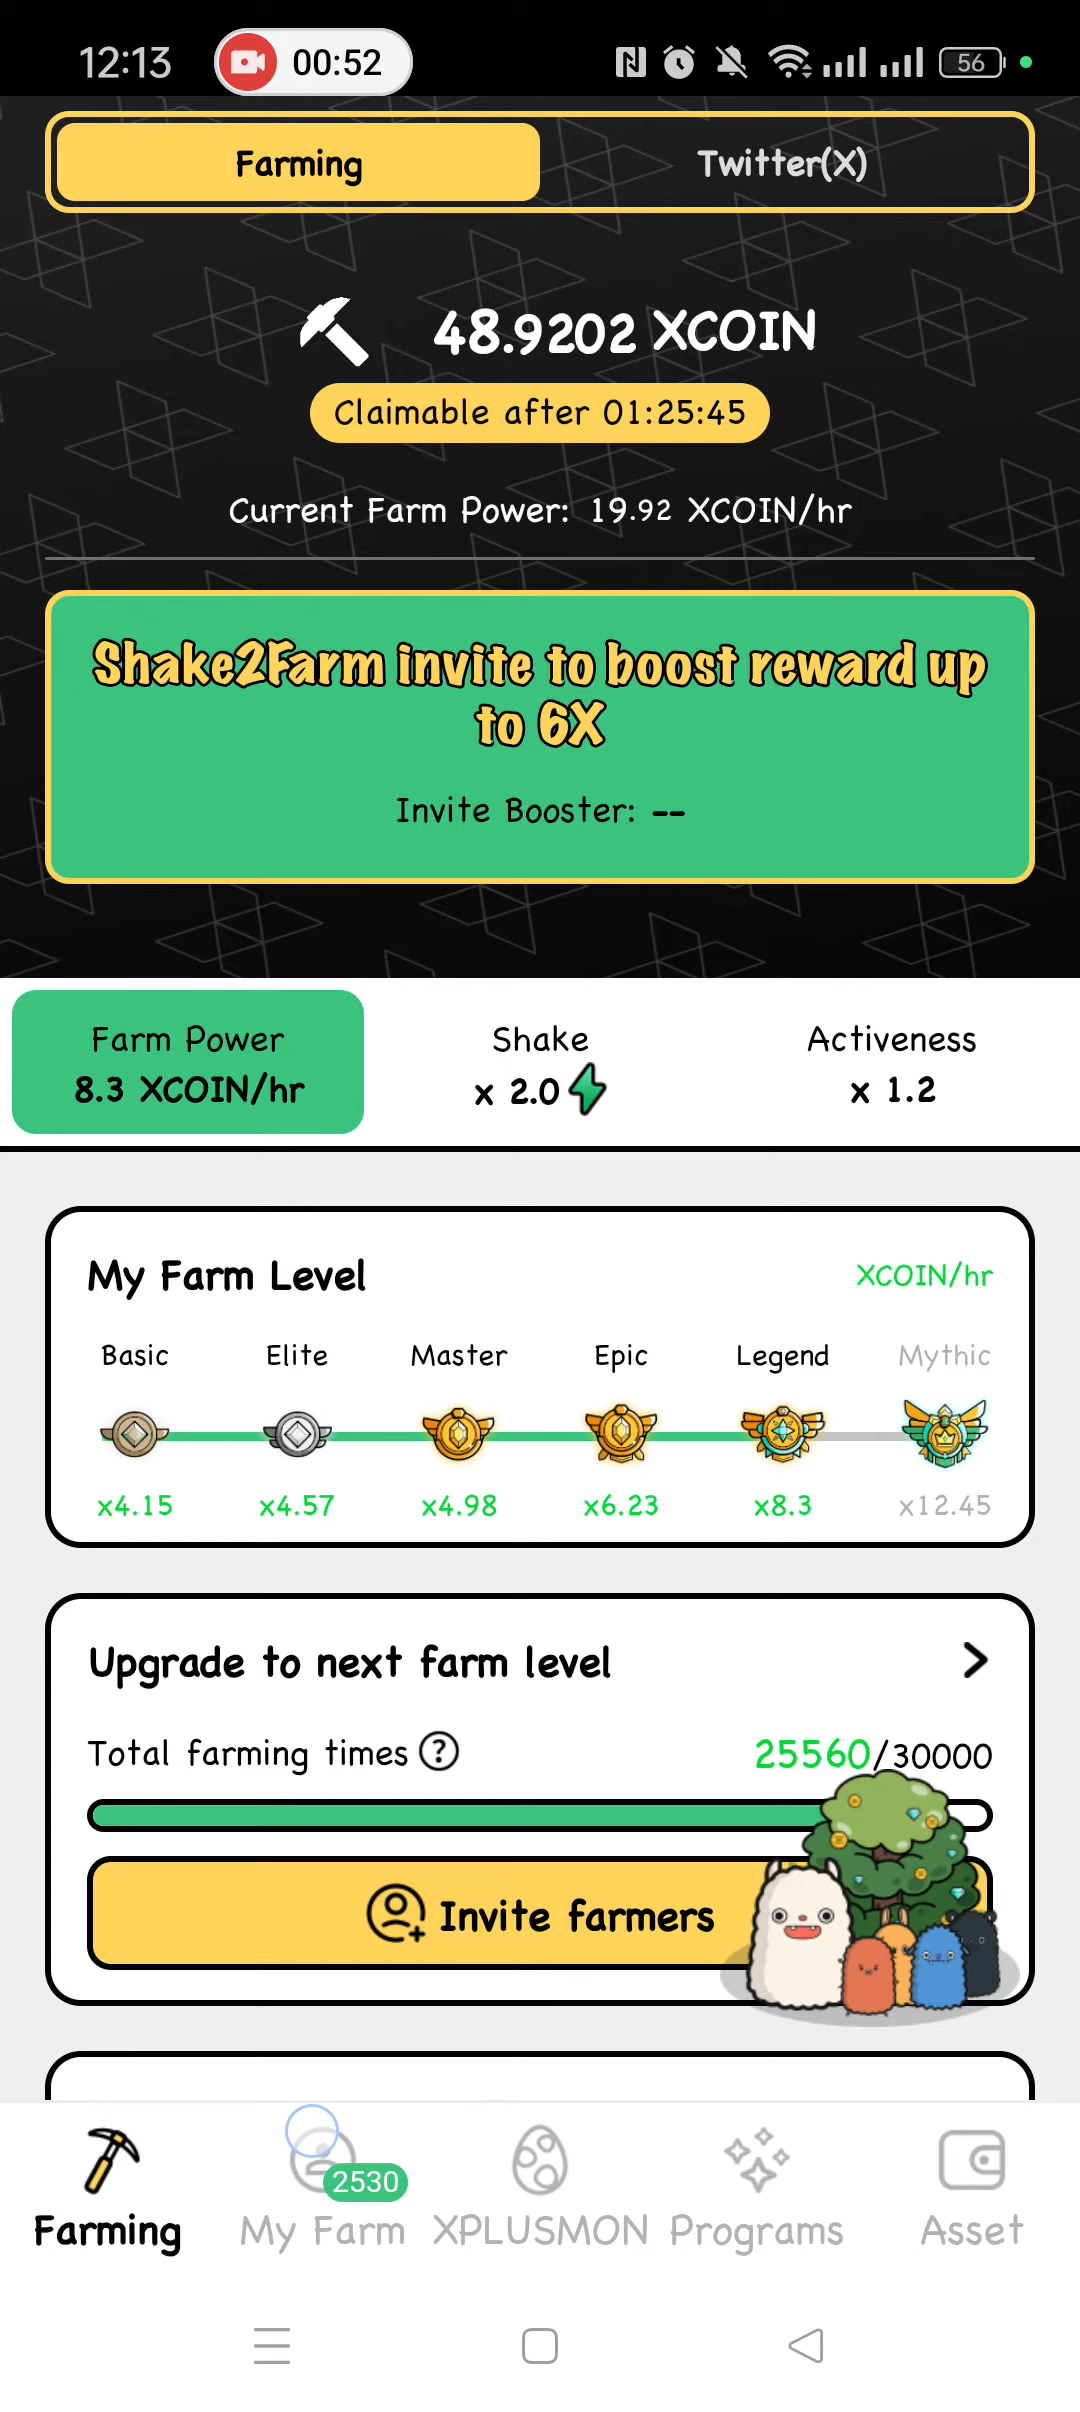 12:13 00:52 56
Farming Twitter(X)
48.9202 XCOIN
Claimable after 01:25:45
Current Farm Power: 19.92 XCOIN/hr
Shake2Farm invite to boost reward up
to 6X
Invite Booster: --
Farm Power Shake Activeness
8.3 XCOIN/hr x 2.0 x 1.2
My Farm Level XCOIN/hr
Basic Elite Master Epic Legend Mythic
x4.15 x4.57 x4.98 x6.23 x8.3 x12.45
Upgrade to next farm level
Total farming times ? 25560/30000
Invite farmers
2530
Farming My Farm XPLUSMON Programs Asset